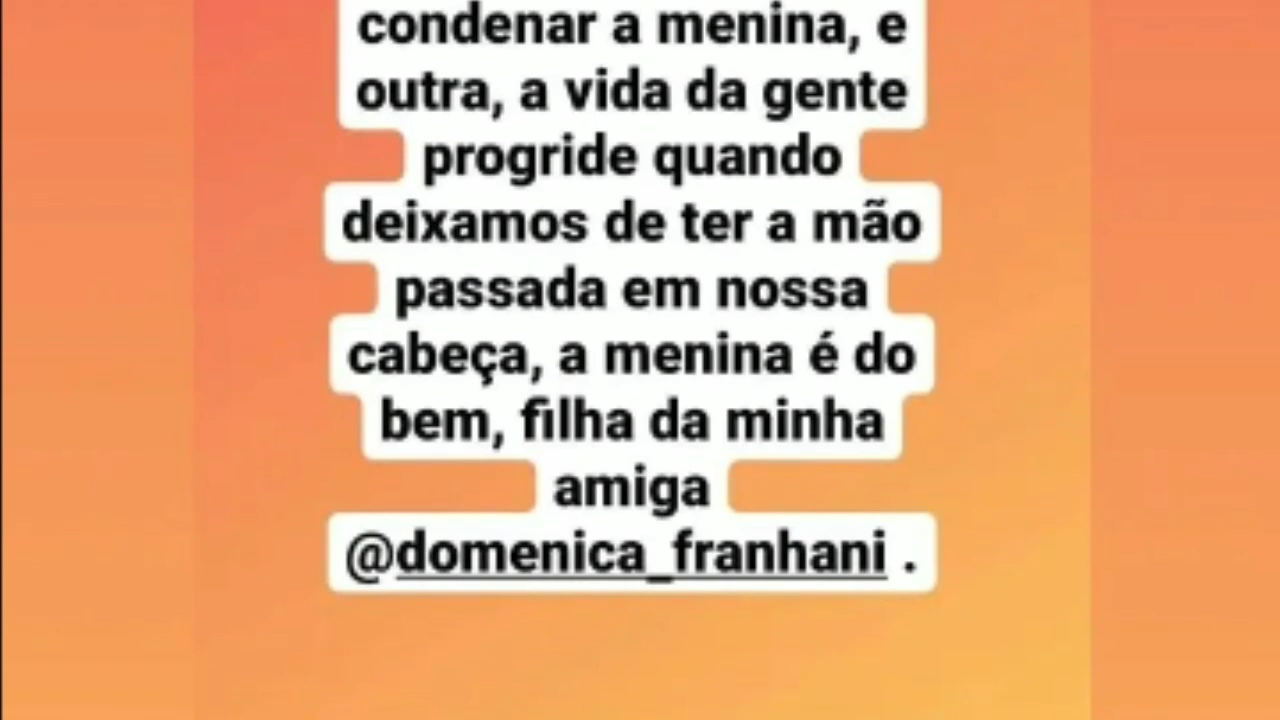 condenar a menina, e
outra, a vida da gente
progride quando
deixamos de ter a mão
passada em nossa
cabeça, a menina é do
bem, filha da minha
amiga
@domenica_franhani .